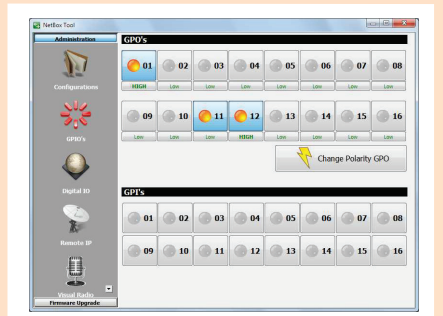 NetBox Tool
Administration
Configurations
GPIO's
Digital IO
Remote IP
Visual Radio
Firmware Upgrade
GPO's
01 02 03 04 05 06 07 08
HIGH Low Low Low Low Low Low Low
09 10 11 12 13 14 15 16
Low Low Low HIGH Low Low Low Low
Change Polarity GPO
GPI's
01 02 03 04 05 06 07 08
09 10 11 12 13 14 15 16